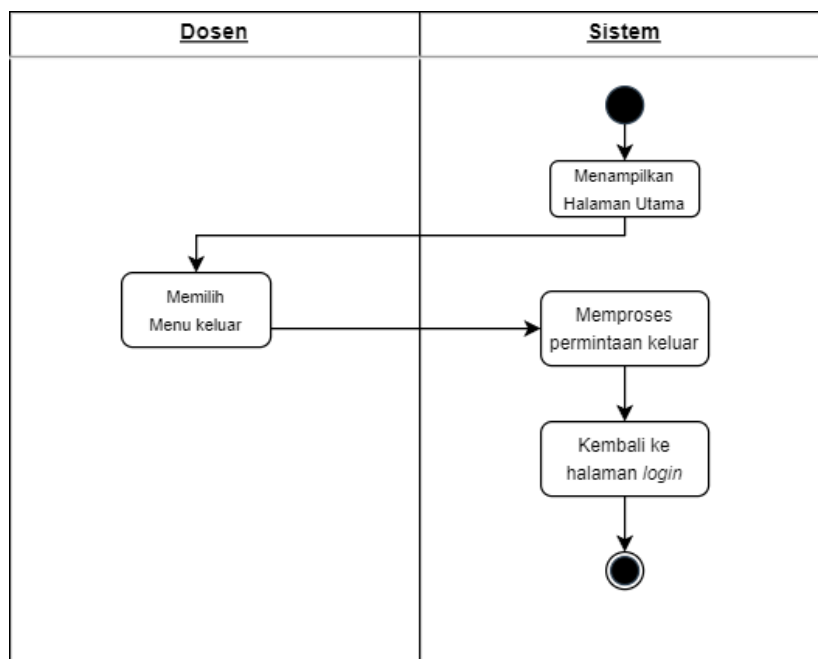 Dosen
Sistem
Menampilkan
Halaman Utama
Memilih
Menu keluar
Memproses
permintaan keluar
Kembali ke
halaman login